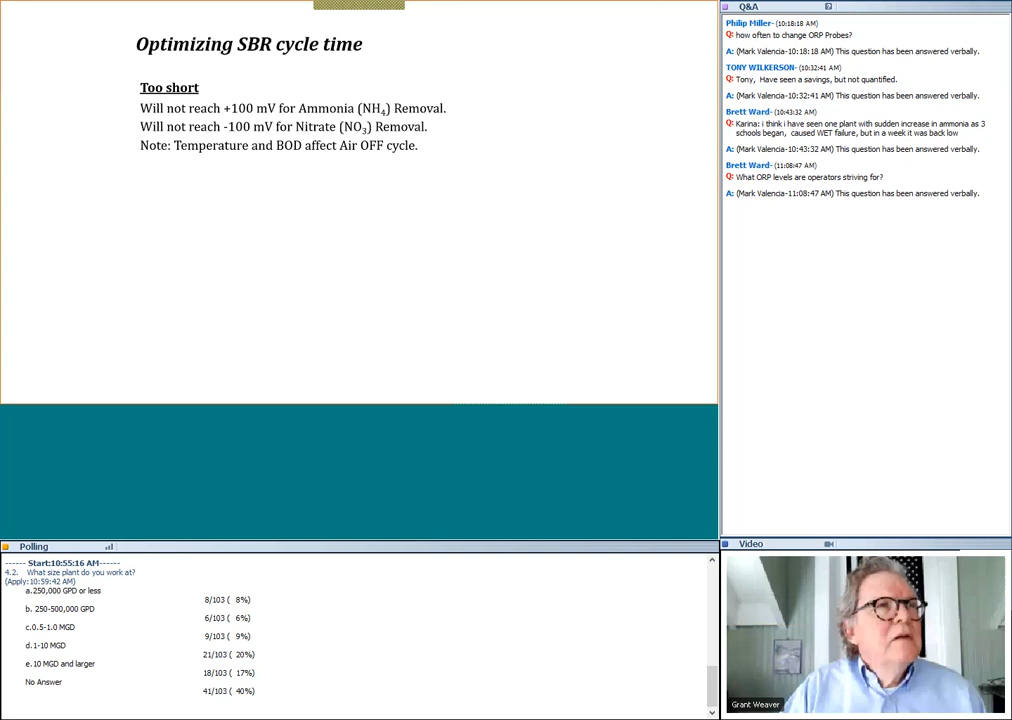 Optimizing SBR cycle time
Too short
Will not reach +100 mV for Ammonia (NH4) Removal.
Will not reach -100 mV for Nitrate (NO3) Removal.
Note: Temperature and BOD affect Air OFF cycle.
Q&A
Philip Miller- (10:18:18 AM)
Q: how often to change ORP Probes?
A: (Mark Valencia-10:18:18 AM) This question has been answered verbally.
TONY WILKERSON- (10:32:41 AM)
Q: Tony, Have seen a savings, but not quantified.
A: (Mark Valencia-10:32:41 AM) This question has been answered verbally.
Brett Ward- (10:43:32 AM)
Q: Karina: i think i have seen one plant with sudden increase in ammonia as 3
schools began, caused WET failure, but in a week it was back low
A: (Mark Valencia-10:43:32 AM) This question has been answered verbally.
Brett Ward- (11:08:47 AM)
Q: What ORP levels are operators striving for?
A: (Mark Valencia-11:08:47 AM) This question has been answered verbally.
Polling
------ Start:10:55:16 AM------
4.2. What size plant do you work at?
(Apply:10:59:42 AM)
a.250,000 GPD or less
8/103 ( 8%)
b. 250-500,000 GPD
6/103 ( 6%)
c.0.5-1.0 MGD
9/103 ( 9%)
d.1-10 MGD
21/103 ( 20%)
e.10 MGD and larger
18/103 ( 17%)
No Answer
41/103 ( 40%)
Video
Grant Weaver